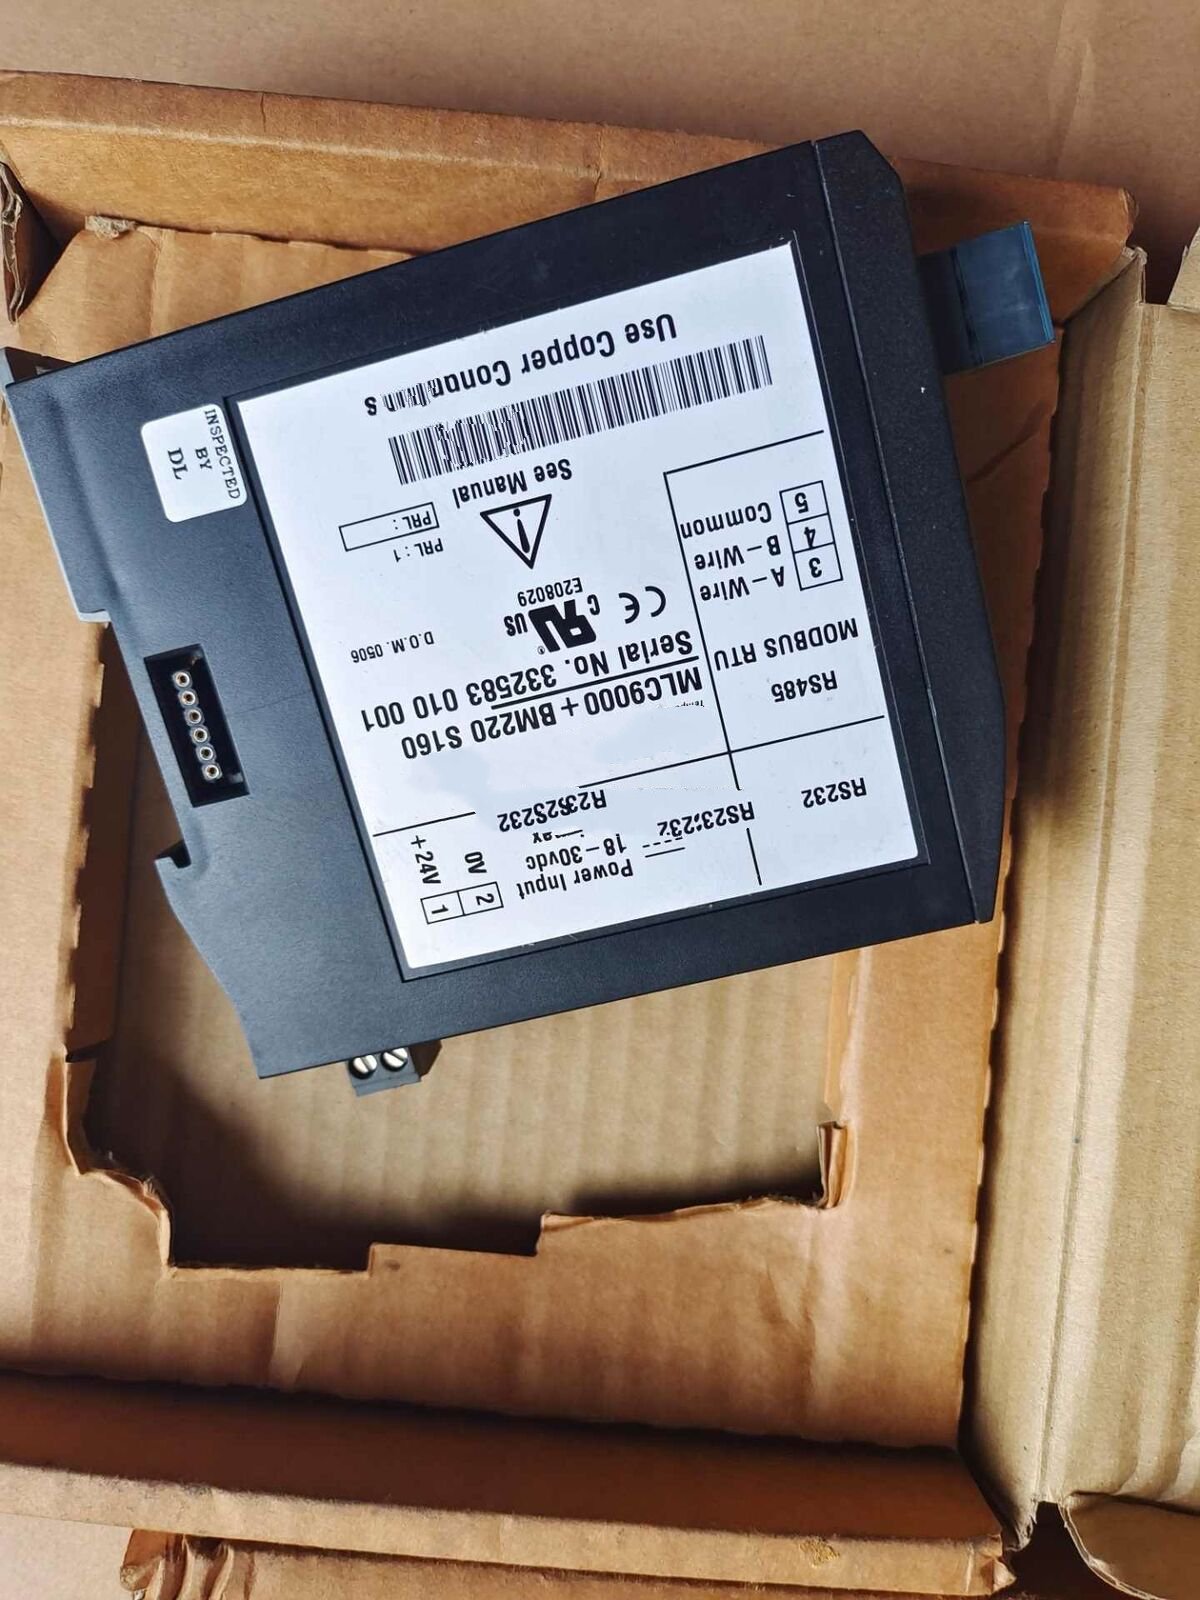 1 2
+24V 0V
Power Input
18-30vdc
RS232
MLC9000 + BM220 S160
Serial No. 332583 010 001
RS485
MODBUS RTU
3 A-Wire
4 B-Wire
5 Common
D.O.M. 0506
CE
C UL US
®
E208029
PRL : 1
PRL :
See Manual
Use Copper
INSPECTED
BY
DL